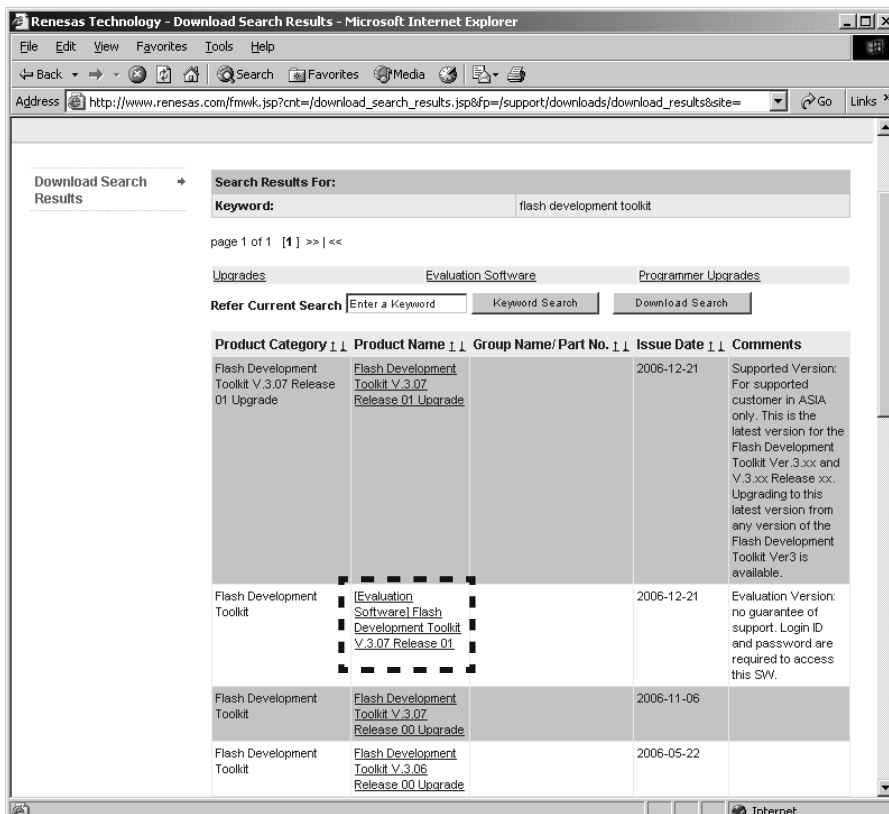 Renesas Technology - Download Search Results - Microsoft Internet Explorer
File Edit View Favorites Tools Help
Back Search Favorites Media
Address http://www.renesas.com/fmwk.jsp?cnt=/download_search_results.jsp&fp=/support/downloads/download_results&site= Go Links »
Download Search
Results
Search Results For:
Keyword: flash development toolkit
page 1 of 1 [1 ] >> | <<
Upgrades Evaluation Software Programmer Upgrades
Refer Current Search Enter a Keyword Keyword Search Download Search
Product Category ↑ ↓ Product Name ↑ ↓ Group Name/ Part No. ↑ ↓ Issue Date ↑ ↓ Comments
Flash Development Flash Development 2006-12-21 Supported Version:
Toolkit V.3.07 Release Toolkit V.3.07 For supported
01 Upgrade Release 01 Upgrade customer in ASIA
only. This is the
latest version for the
Flash Development
Toolkit Ver.3.xx and
V.3.xx Release xx.
Upgrading to this
latest version from
any version of the
Flash Development
Toolkit Ver3 is
available.
Flash Development [Evaluation 2006-12-21 Evaluation Version:
Toolkit Software] Flash no guarantee of
Development Toolkit support. Login ID
V.3.07 Release 01 and password are
required to access
this SW.
Flash Development Flash Development 2006-11-06
Toolkit Toolkit V.3.07
Release 00 Upgrade
Flash Development Flash Development 2006-05-22
Toolkit Toolkit V.3.06
Release 00 Upgrade
Internet